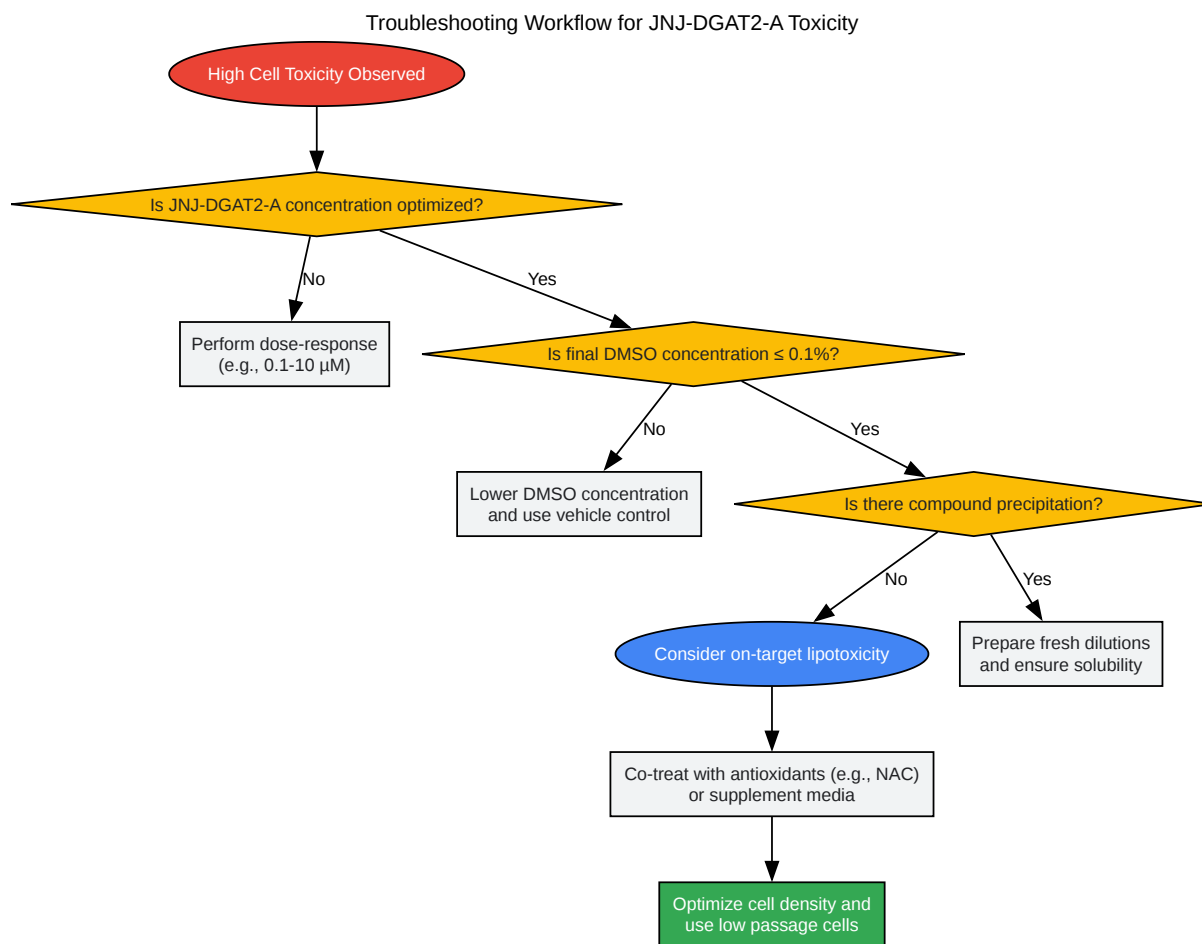 Troubleshooting Workflow for JNJ-DGAT2-A Toxicity
High Cell Toxicity Observed
Is JNJ-DGAT2-A concentration optimized?
No
Yes
Perform dose-response
(e.g., 0.1-10 µM)
Is final DMSO concentration ≤ 0.1%?
No
Yes
Lower DMSO concentration
and use vehicle control
Is there compound precipitation?
No
Yes
Consider on-target lipotoxicity
Prepare fresh dilutions
and ensure solubility
Co-treat with antioxidants (e.g., NAC)
or supplement media
Optimize cell density and
use low passage cells